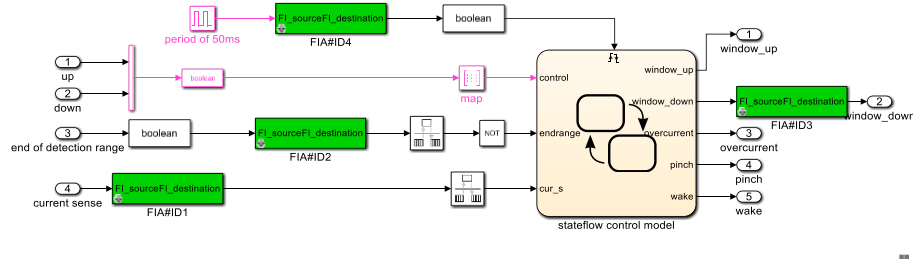 FI_sourceFI_destination
boolean
period of 50ms
FIA#ID4
1
window_up
1
up
2
down
boolean
map
control
window_up
window_down
FI_sourceFI_destination
2
window_down
FIA#ID3
3
end of detection range
boolean
FI_sourceFI_destination
FIA#ID2
NOT
endrange
overcurrent
3
overcurrent
pinch
4
pinch
4
current sense
FI_sourceFI_destination
FIA#ID1
cur_s
wake
5
wake
stateflow control model